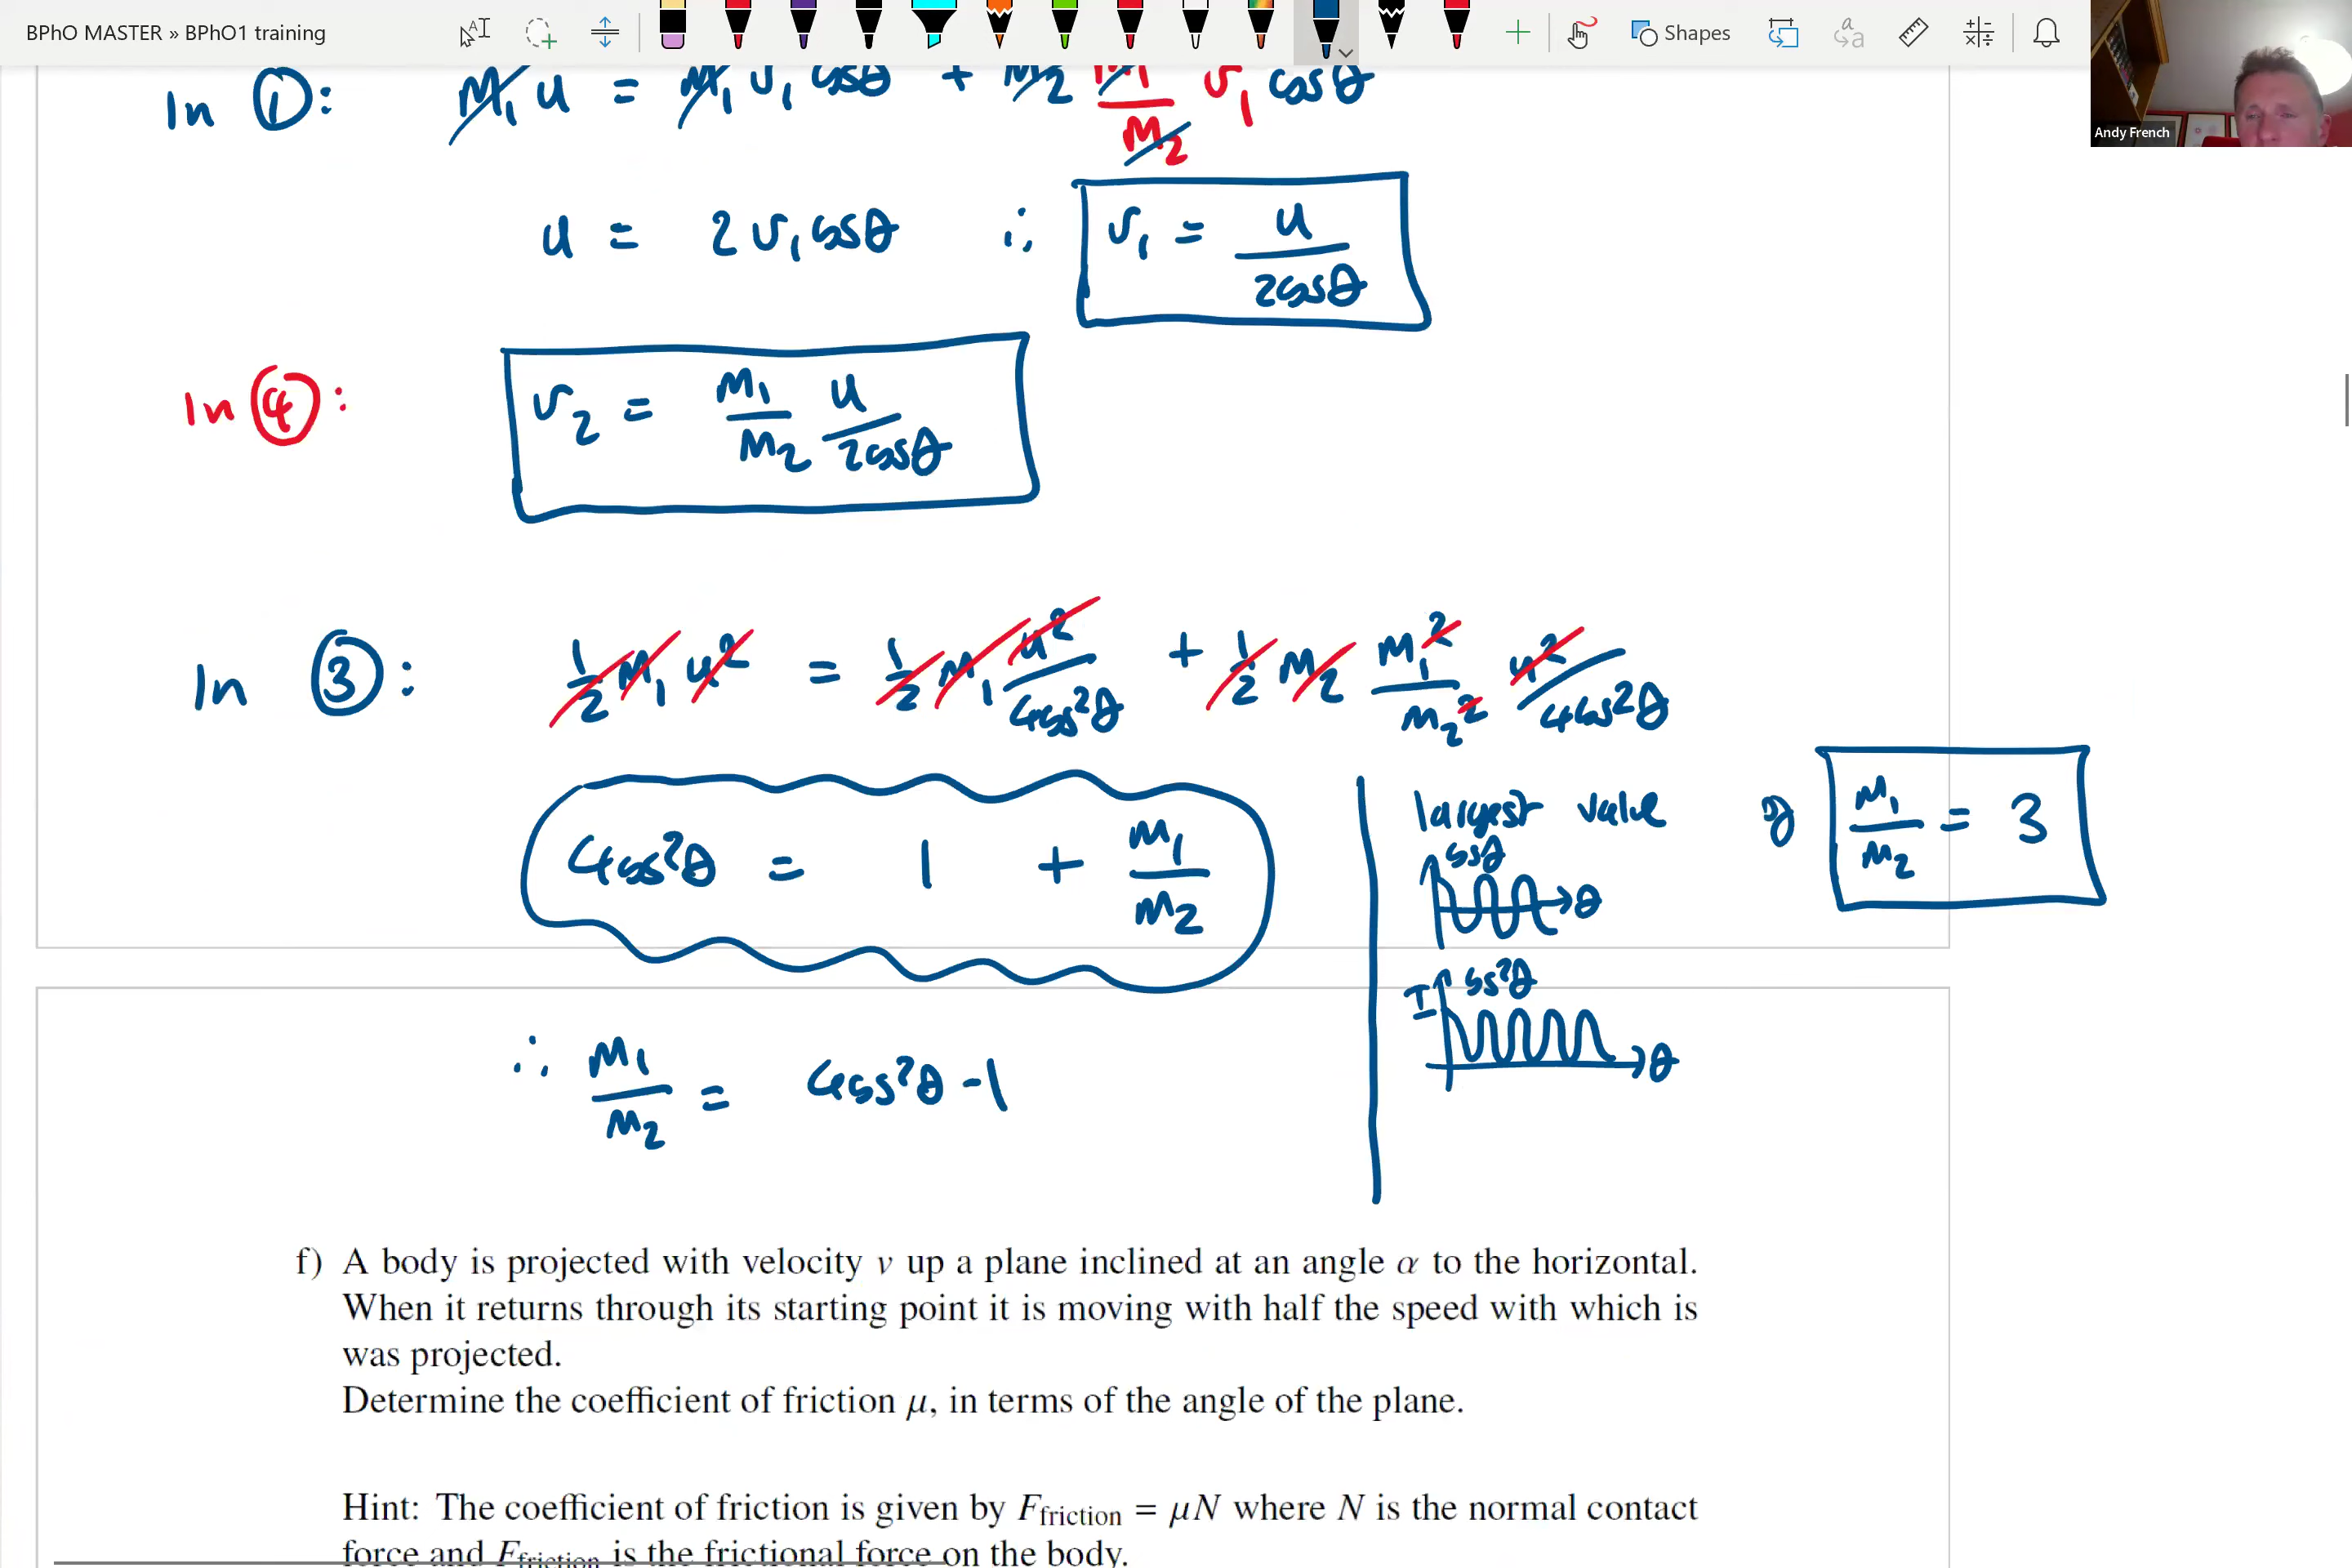 BPhO MASTER » BPhO1 training
Shapes
Andy French
In ①: m₁u = m₁v₁cosθ + m₂ m₁/m₂ v₁cosθ
u = 2v₁cosθ ∴ v₁ = u/2cosθ
In ④: v₂ = m₁/m₂ u/2cosθ
In ③: ½m₁u² = ½m₁ u²/4cos²θ + ½m₂ m₁²/m₂² u²/4cos²θ
4cos²θ = 1 + m₁/m₂
largest value
is m₁/m₂ = 3
cosθ
θ
1 cos²θ
θ
∴ m₁/m₂ = 4cos²θ - 1
f) A body is projected with velocity v up a plane inclined at an angle α to the horizontal.
When it returns through its starting point it is moving with half the speed with which is
was projected.
Determine the coefficient of friction μ, in terms of the angle of the plane.
Hint: The coefficient of friction is given by F_friction = μN where N is the normal contact
force and F_friction is the frictional force on the body.